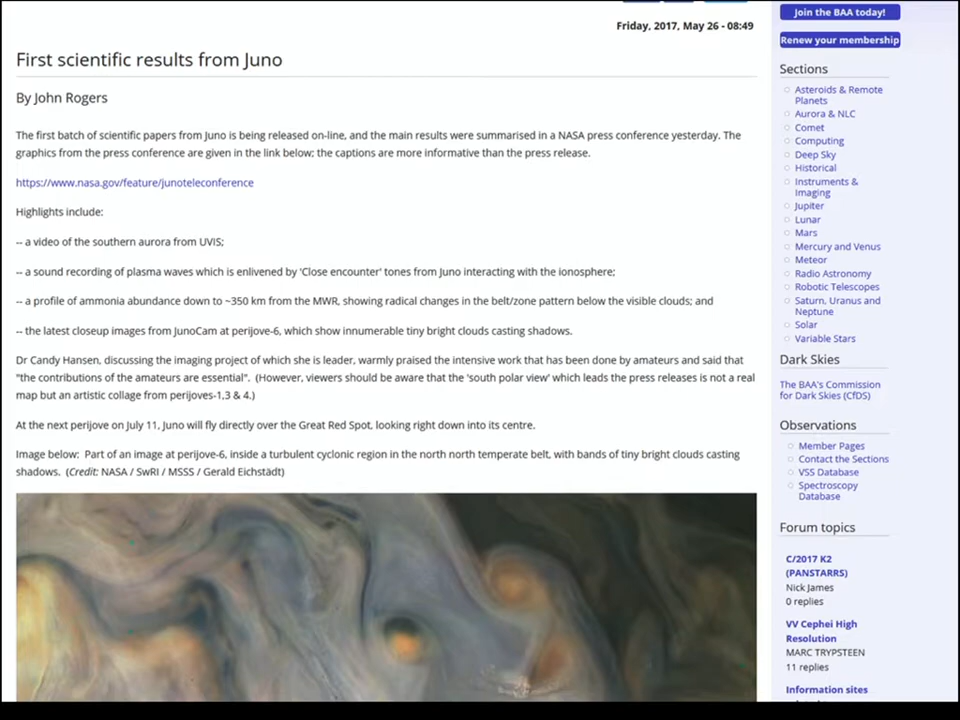 Friday, 2017, May 26 - 08:49
First scientific results from Juno
By John Rogers
The first batch of scientific papers from Juno is being released on-line, and the main results were summarised in a NASA press conference yesterday. The
graphics from the press conference are given in the link below; the captions are more informative than the press release.
https://www.nasa.gov/feature/junoteleconference
Highlights include:
-- a video of the southern aurora from UVIS;
-- a sound recording of plasma waves which is enlivened by 'Close encounter' tones from Juno interacting with the ionosphere;
-- a profile of ammonia abundance down to ~350 km from the MWR, showing radical changes in the belt/zone pattern below the visible clouds; and
-- the latest closeup images from JunoCam at perijove-6, which show innumerable tiny bright clouds casting shadows.
Dr Candy Hansen, discussing the imaging project of which she is leader, warmly praised the intensive work that has been done by amateurs and said that
"the contributions of the amateurs are essential". (However, viewers should be aware that the 'south polar view' which leads the press releases is not a real
map but an artistic collage from perijoves-1,3 & 4.)
At the next perijove on July 11, Juno will fly directly over the Great Red Spot, looking right down into its centre.
Image below: Part of an image at perijove-6, inside a turbulent cyclonic region in the north north temperate belt, with bands of tiny bright clouds casting
shadows. (Credit: NASA / SwRI / MSSS / Gerald Eichstädt)
Join the BAA today!
Renew your membership
Sections
Asteroids & Remote
Planets
Aurora & NLC
Comet
Computing
Deep Sky
Historical
Instruments &
Imaging
Jupiter
Lunar
Mars
Mercury and Venus
Meteor
Radio Astronomy
Robotic Telescopes
Saturn, Uranus and
Neptune
Solar
Variable Stars
Dark Skies
The BAA's Commission
for Dark Skies (CfDS)
Observations
Member Pages
Contact the Sections
VSS Database
Spectroscopy
Database
Forum topics
C/2017 K2
(PANSTARRS)
Nick James
0 replies
VV Cephei High
Resolution
MARC TRYPSTEEN
11 replies
Information sites